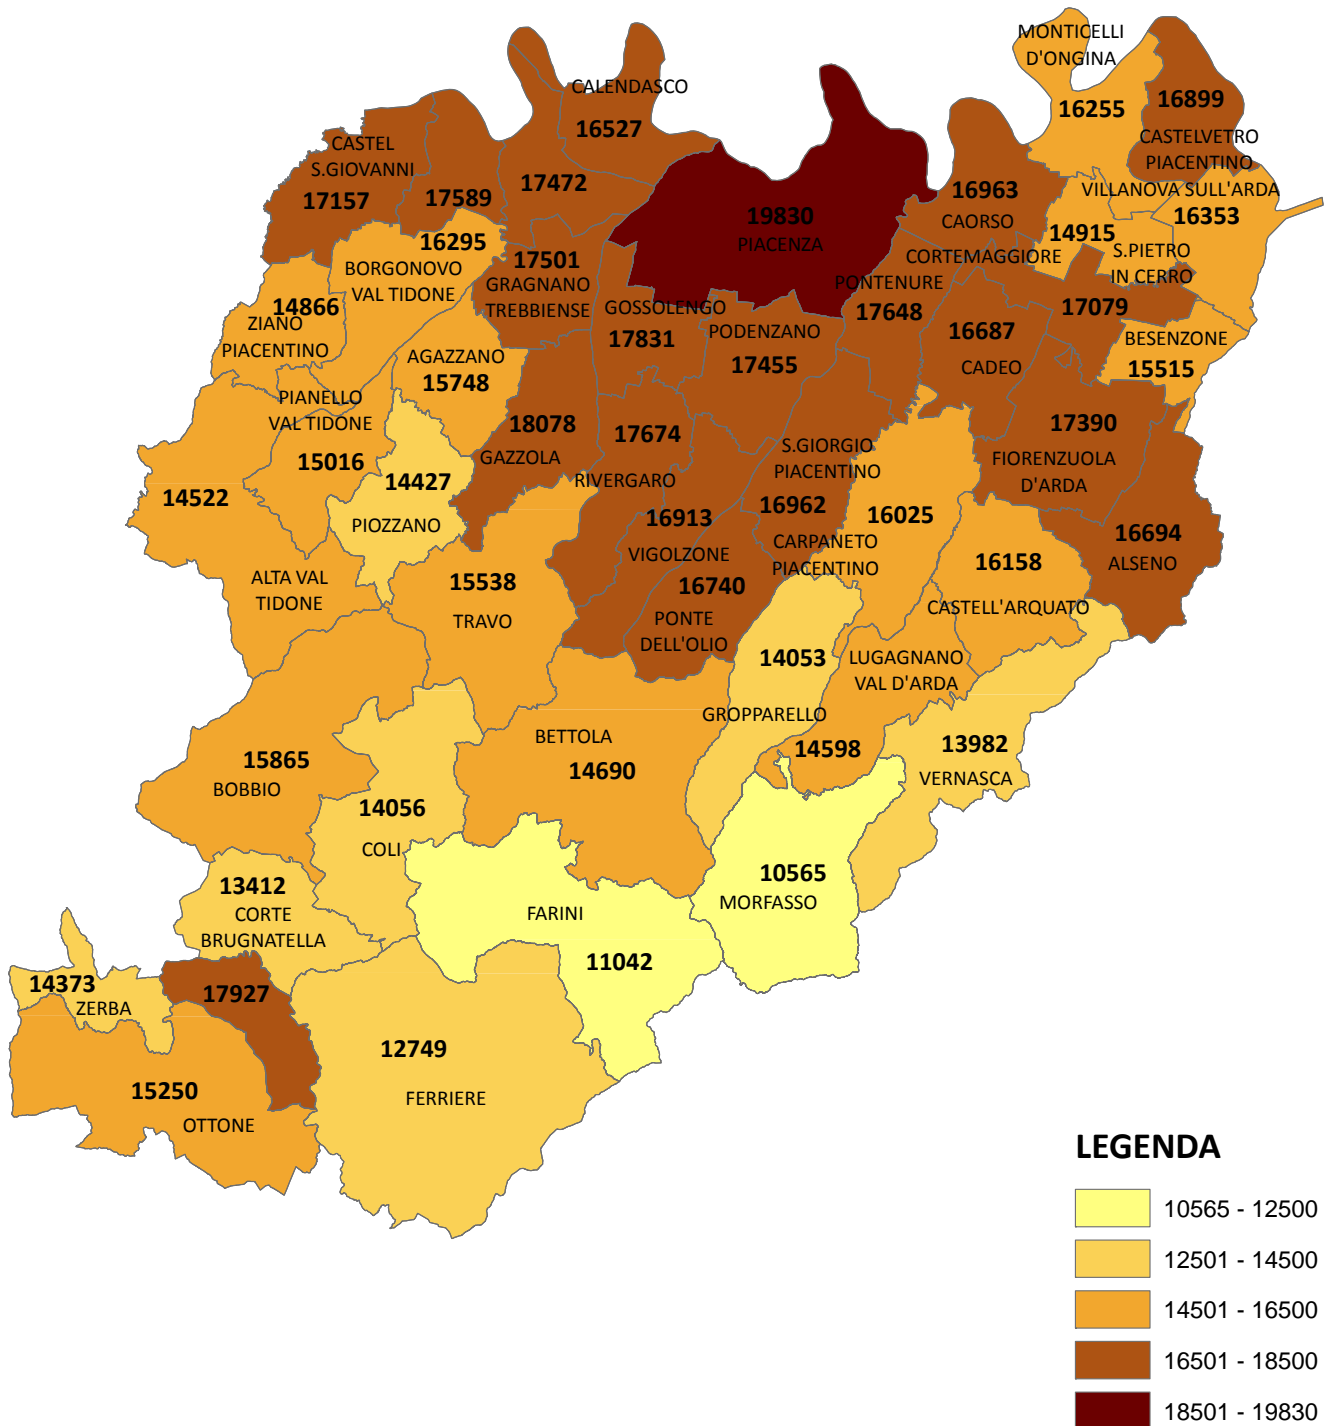 MONTICELLI
D'ONGINA
16255
16899
CASTELVETRO
PIACENTINO
CALENDASCO
16527
CASTEL
S.GIOVANNI
17157
17589
17472
16963
CAORSO
VILLANOVA SULL'ARDA
16353
19830
PIACENZA
14915
S.PIETRO
IN CERRO
16295
BORGONOVO
VAL TIDONE
17501
GRAGNANO
TREBBIENSE
CORTEMAGGIORE
17079
PONTENURE
17648
14866
ZIANO
PIACENTINO
GOSSOLENGO
17831
PODENZANO
17455
16687
CADEO
BESENZONE
15515
AGAZZANO
15748
PIANELLO
VAL TIDONE
15016
18078
GAZZOLA
17674
RIVERGARO
S.GIORGIO
PIACENTINO
16962
17390
FIORENZUOLA
D'ARDA
14522
14427
PIOZZANO
16913
VIGOLZONE
CARPANETO
PIACENTINO
16025
16694
ALSENO
ALTA VAL
TIDONE
15538
TRAVO
16740
PONTE
DELL'OLIO
16158
CASTELL'ARQUATO
14053
GROPPARELLO
LUGAGNANO
VAL D'ARDA
14598
15865
BOBBIO
BETTOLA
14690
13982
VERNASCA
14056
COLI
13412
CORTE
BRUGNATELLA
FARINI
11042
10565
MORFASSO
14373
ZERBA
17927
12749
FERRIERE
15250
OTTONE
LEGENDA
10565 - 12500
12501 - 14500
14501 - 16500
16501 - 18500
18501 - 19830